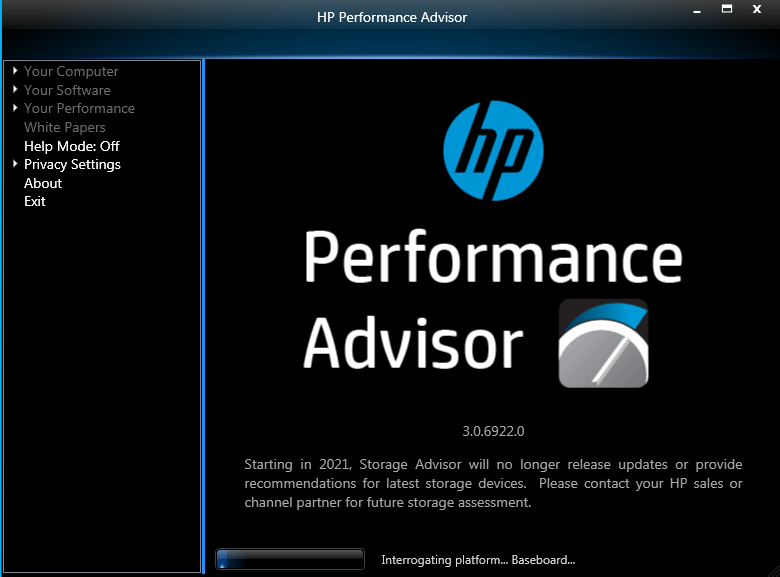 HP Performance Advisor
Your Computer
Your Software
Your Performance
White Papers
Help Mode: Off
Privacy Settings
About
Exit
hp
Performance
Advisor
3.0.6922.0
Starting in 2021, Storage Advisor will no longer release updates or provide
recommendations for latest storage devices.  Please contact your HP sales or
channel partner for future storage assessment.
Interrogating platform... Baseboard...